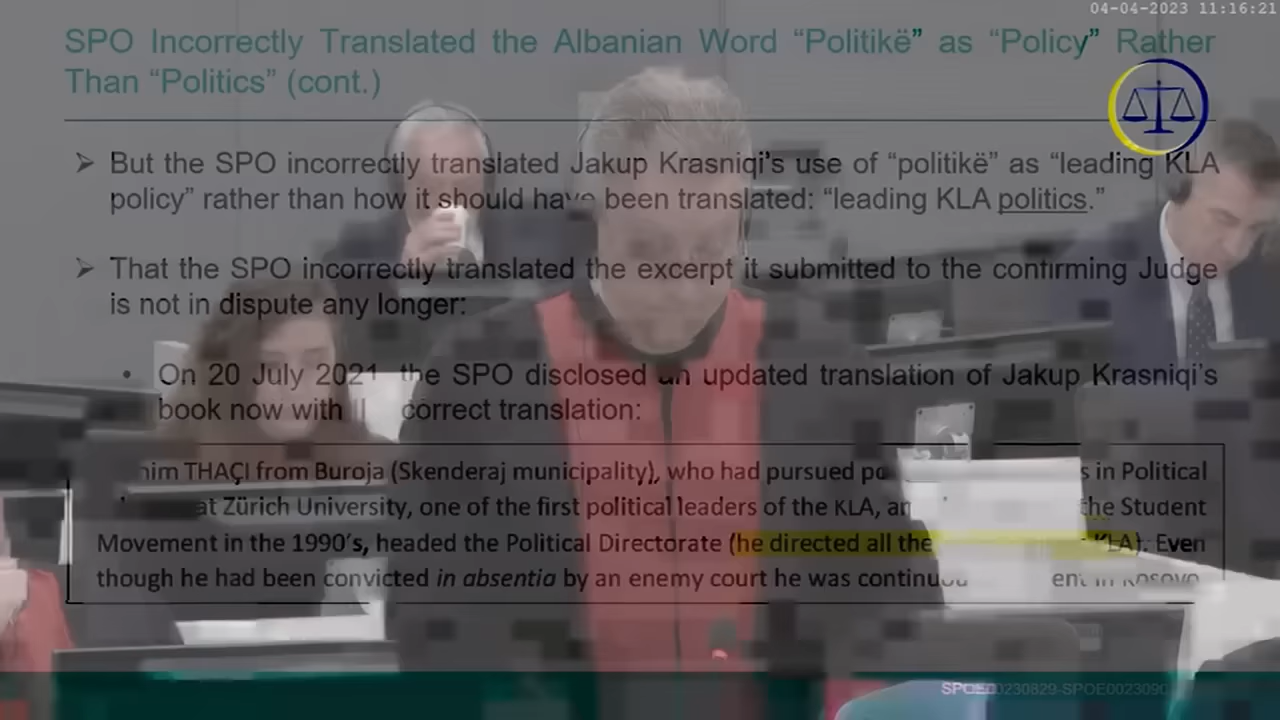 04-04-2023 11:16:21
SPO Incorrectly Translated the Albanian Word “Politikë” as “Policy” Rather
Than “Politics” (cont.)
➢ But the SPO incorrectly translated Jakup Krasniqi’s use of “politikë” as “leading KLA
policy” rather than how it should have been translated: “leading KLA politics.”
➢ That the SPO incorrectly translated the excerpt it submitted to the confirming Judge
is not in dispute any longer:
• On 20 July 2021 the SPO disclosed an updated translation of Jakup Krasniqi’s
book now with correct translation:
THAÇI from Buroja (Skenderaj municipality), who had pursued in Political
at Zürich University, one of the first political leaders of the KLA, the Student
Movement in the 1990’s, headed the Political Directorate (he directed all the KLA). Even
though he had been convicted in absentia by an enemy court he was in Kosovo